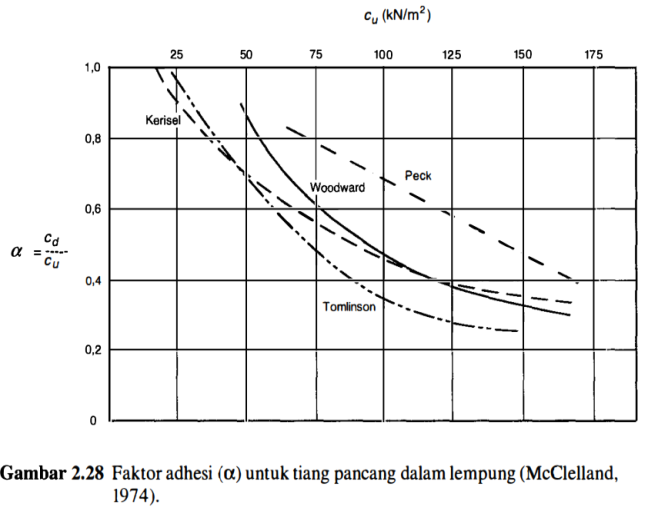 c_u (kN/m²)
25 50 75 100 125 150 175
1,0
Kerisel
0,8
Peck
Woodward
0,6
α = c_d / c_u
0,4
Tomlinson
0,2
0
Gambar 2.28 Faktor adhesi (α) untuk tiang pancang dalam lempung (McClelland,
1974).